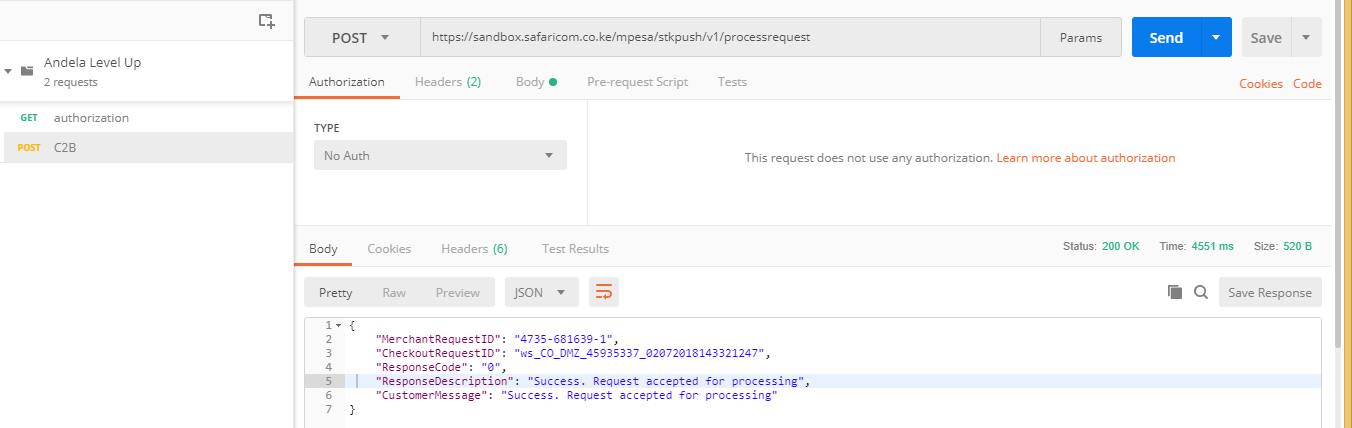 POST
https://sandbox.safaricom.co.ke/mpesa/stkpush/v1/processrequest
Params
Send
Save
Andela Level Up
2 requests
GET authorization
POST C2B
Authorization Headers (2) Body Pre-request Script Tests Cookies Code
TYPE
No Auth
This request does not use any authorization. Learn more about authorization
Body Cookies Headers (6) Test Results Status: 200 OK Time: 4551 ms Size: 520 B
Pretty Raw Preview JSON Save Response
1 {
2 "MerchantRequestID": "4735-681639-1",
3 "CheckoutRequestID": "ws_CO_DMZ_45935337_02072018143321247",
4 "ResponseCode": "0",
5 "ResponseDescription": "Success. Request accepted for processing",
6 "CustomerMessage": "Success. Request accepted for processing"
7 }